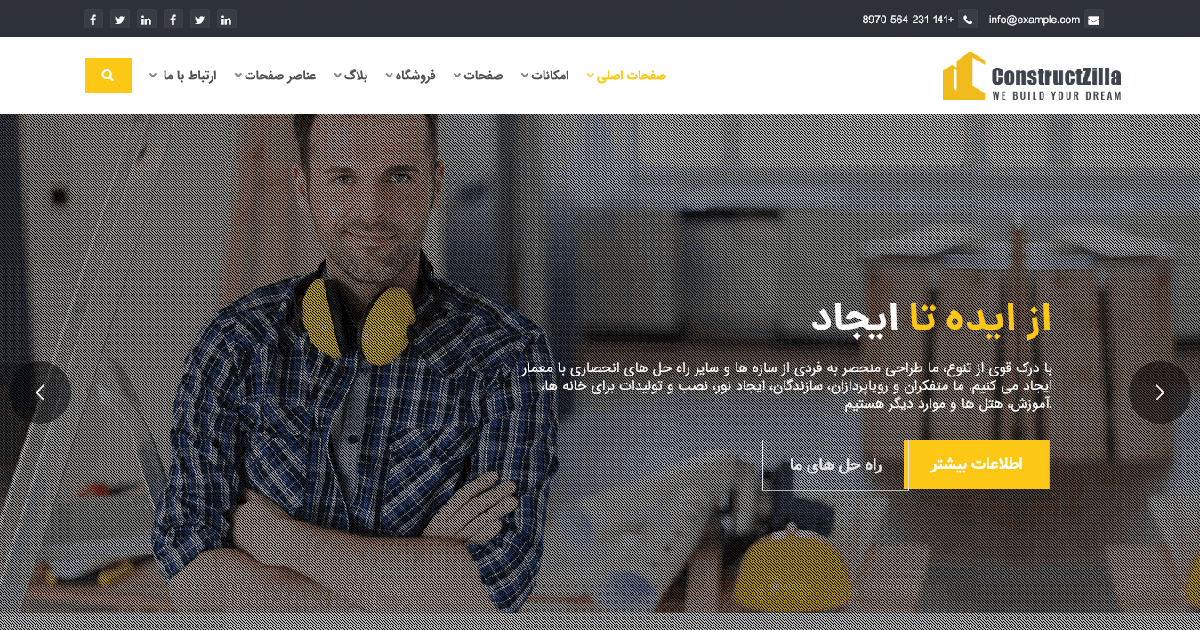 info@example.com
+141 231 564 8970
ConstructZilla
WE BUILD YOUR DREAM
صفحات اصلی
امکانات
صفحات
فروشگاه
بلاگ
عناصر صفحات
ارتباط با ما
از ایده تا ایجاد
با درک قوی از تنوع، ما طراحی منحصر به فردی از سازه ها و سایر راه حل های انحصاری با معمار
ایجاد می کنیم. ما متفکران و رویاپردازان، سازندگان، ایجاد نور، نصب و تولیدات برای خانه ها،
آموزش، هتل ها و موارد دیگر هستیم.
اطلاعات بیشتر
راه حل های ما